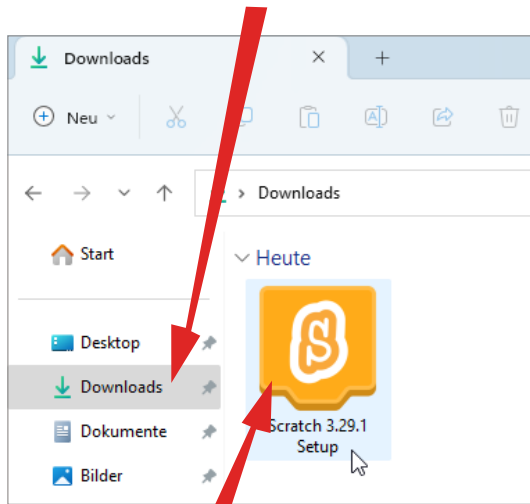 Downloads
Neu
Downloads
Start
Heute
Desktop
Downloads
Dokumente
Bilder
Scratch 3.29.1
Setup